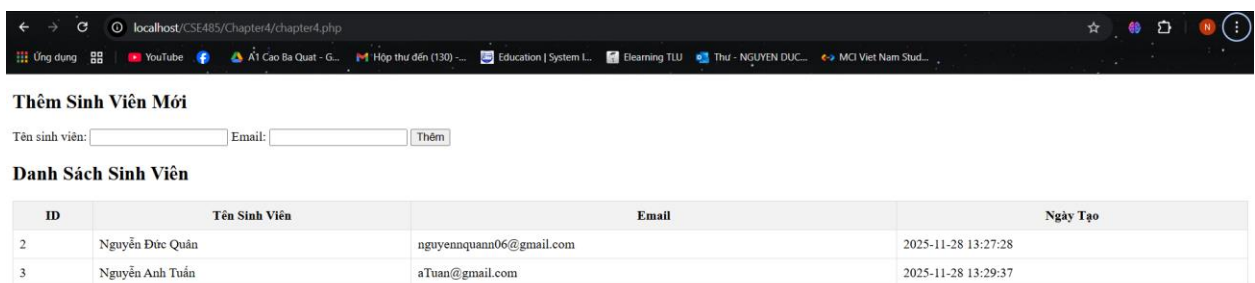 localhost/CSE485/Chapter4/chapter4.php
N
Ứng dụng YouTube A1 Cao Ba Quat - G... Hộp thư đến (130) -... Education | System I... Elearning TLU Thư - NGUYEN DUC... MCI Viet Nam Stud...
Thêm Sinh Viên Mới
Tên sinh viên: Email: Thêm
Danh Sách Sinh Viên
ID Tên Sinh Viên Email Ngày Tạo
2 Nguyễn Đức Quân nguyennquann06@gmail.com 2025-11-28 13:27:28
3 Nguyễn Anh Tuấn aTuan@gmail.com 2025-11-28 13:29:37